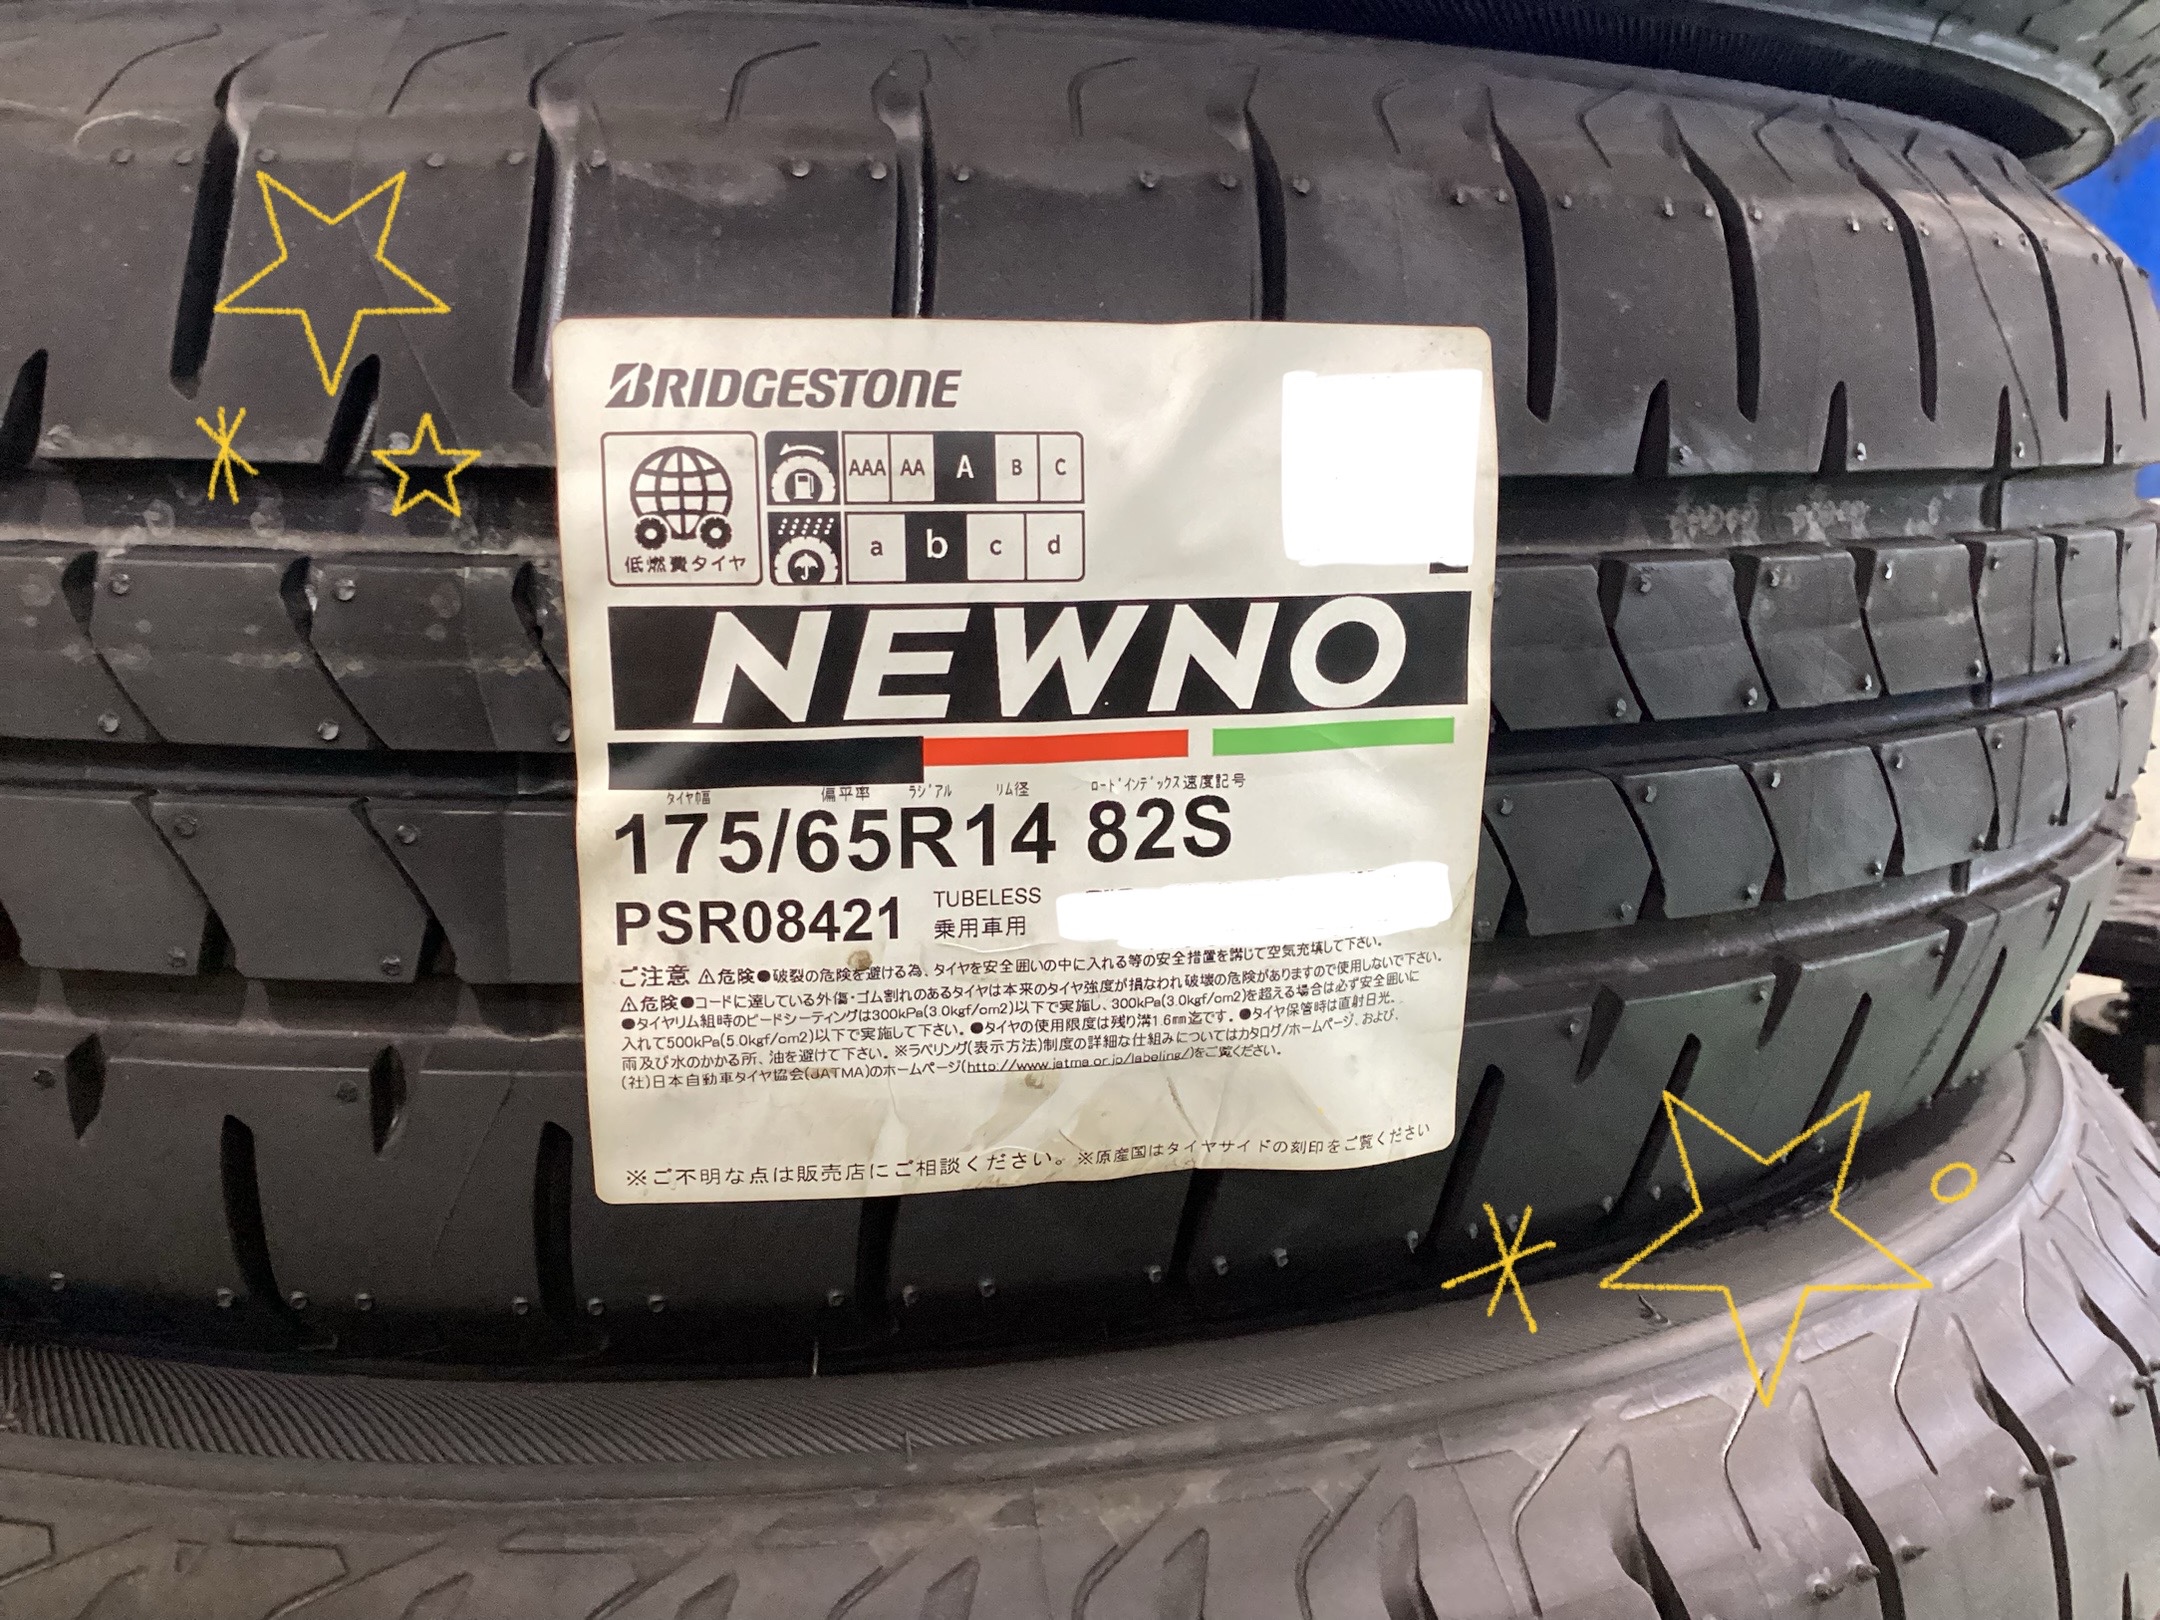 BRIDGESTONE
低燃費タイヤ
AAA AA A B C
a b c d
NEWNO
タイヤ幅 偏平率 ラジアル リム径 ロードインデックス 速度記号
175/65R14 82S
PSR08421 TUBELESS
乗用車用
ご注意 ⚠危険●破裂の危険を避ける為、タイヤを安全囲いの中に入れる等の安全措置を講じて空気充填して下さい。
⚠危険●コードに達している外傷・ゴム割れのあるタイヤは本来のタイヤ強度が損なわれ破壊の危険がありますので使用しないで下さい。
●タイヤリム組時のビードシーティングは300kPa(3.0kgf/cm2)以下で実施し、300kPa(3.0kgf/cm2)を超える場合は必ず安全囲いに
入れて500kPa(5.0kgf/cm2)以下で実施して下さい。●タイヤの使用限度は残り溝1.6mm迄です。●タイヤ保管時は直射日光、
雨及び水のかかる所、油を避けて下さい。※ラベリング(表示方法)制度の詳細な仕組みについてはカタログ/ホームページ、および、
(社)日本自動車タイヤ協会(JATMA)のホームページ(http://www.jatma.or.jp/labeling/)をご覧ください。
※ご不明な点は販売店にご相談ください。※原産国はタイヤサイドの刻印をご覧ください